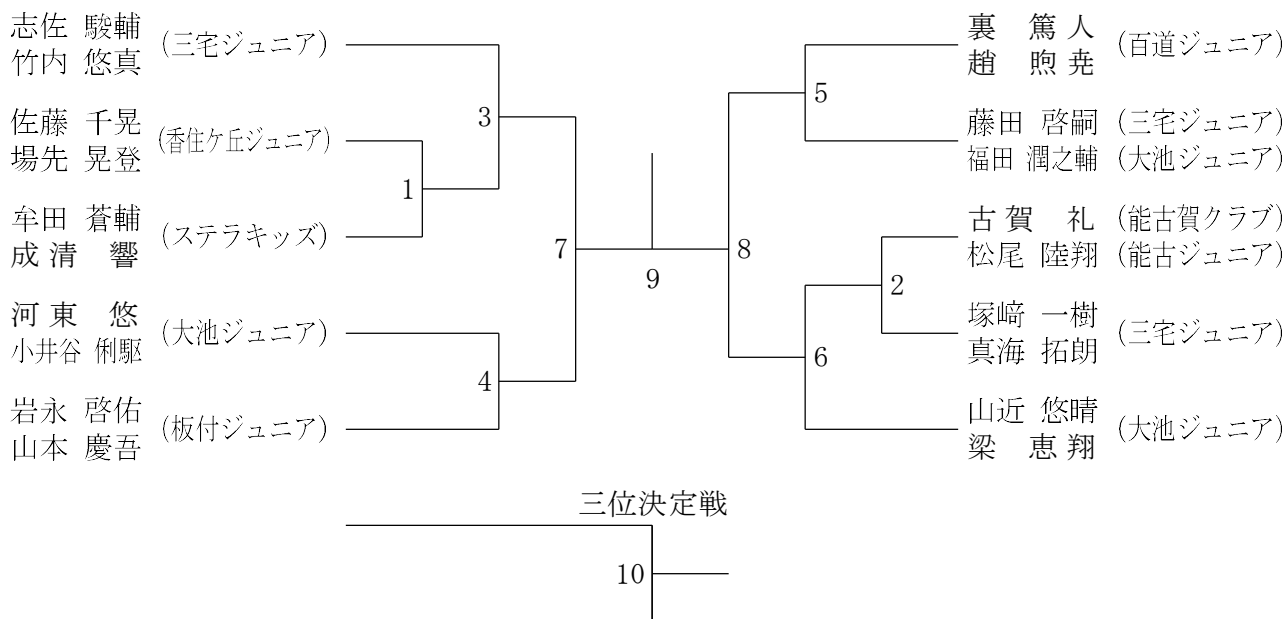 志佐 駿輔
竹内 悠真
(三宅ジュニア)
3
佐藤 千晃
場先 晃登
(香住ケ丘ジュニア)
1
牟田 蒼輔
成清 響
(ステラキッズ)
7
河東 悠
小井谷 俐駆
(大池ジュニア)
4
岩永 啓佑
山本 慶吾
(板付ジュニア)
9
裏 篤人
趙 煦尭
(百道ジュニア)
5
藤田 啓嗣 (三宅ジュニア)
福田 潤之輔 (大池ジュニア)
8
古賀 礼 (能古賀クラブ)
松尾 陸翔 (能古ジュニア)
2
塚﨑 一樹
真海 拓朗
(三宅ジュニア)
6
山近 悠晴
梁 恵翔
(大池ジュニア)
三位決定戦
10